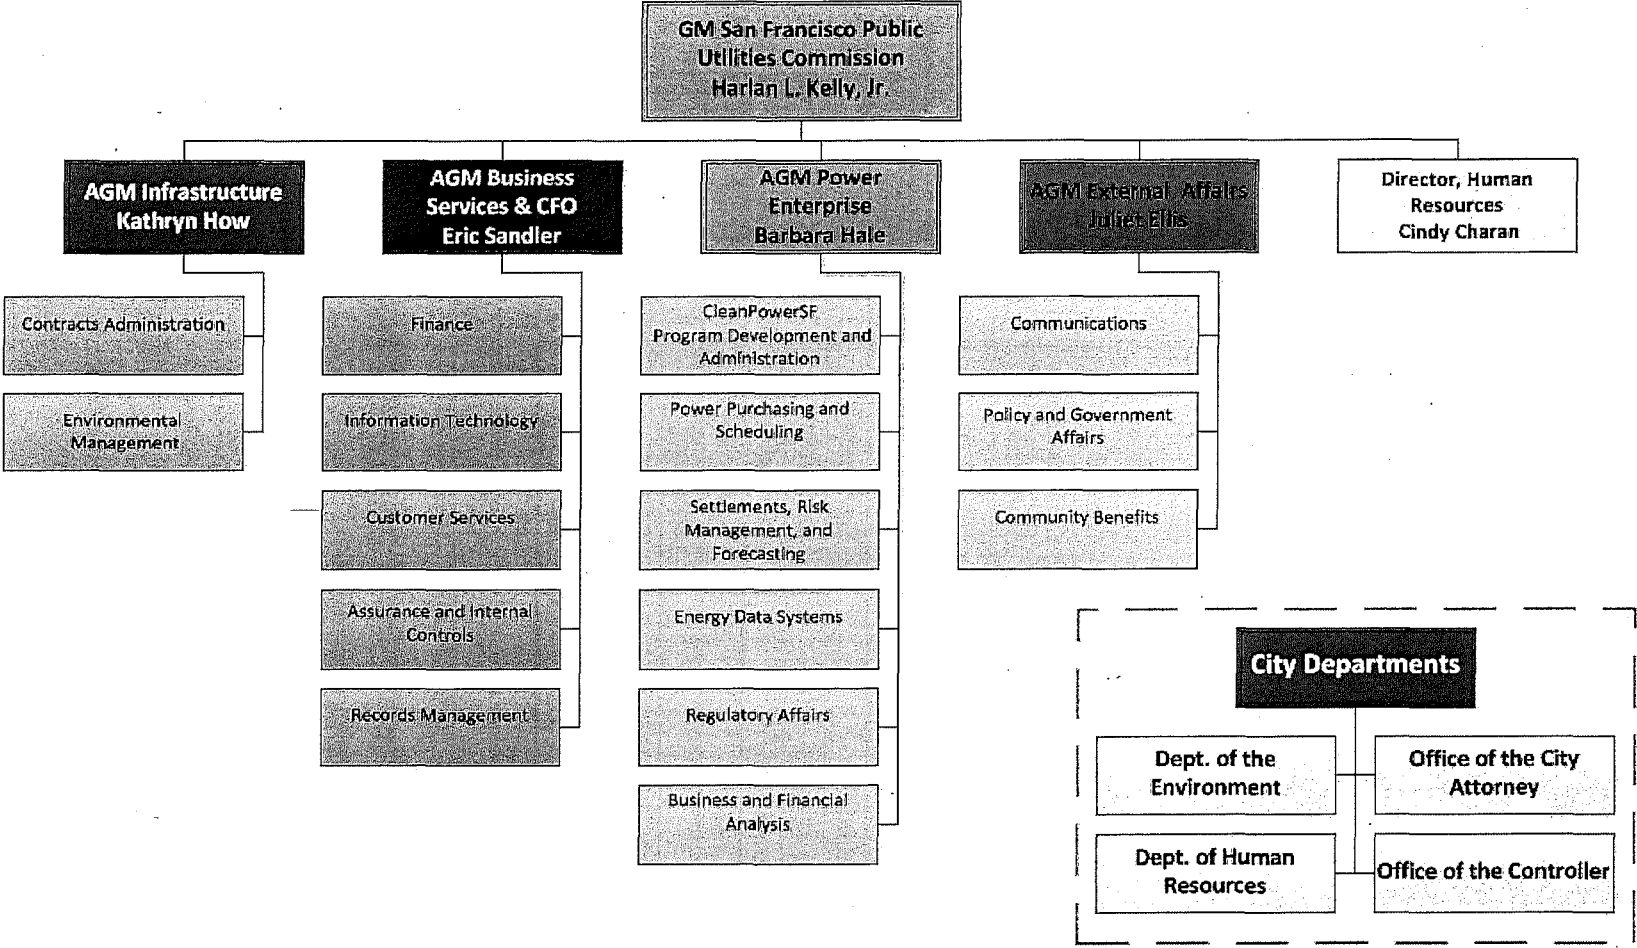 GM San Francisco Public
Utilities Commission
Harlan L. Kelly, Jr.
AGM Infrastructure
Kathryn How
AGM Business
Services & CFO
Eric Sandler
AGM Power
Enterprise
Barbara Hale
AGM External Affairs
Juliet Ellis
Director, Human
Resources
Cindy Charan
Contracts Administration
Environmental
Management
Finance
Information Technology
Customer Services
Assurance and Internal
Controls
Records Management
CleanPowerSF
Program Development and
Administration
Power Purchasing and
Scheduling
Settlements, Risk
Management, and
Forecasting
Energy Data Systems
Regulatory Affairs
Business and Financial
Analysis
Communications
Policy and Government
Affairs
Community Benefits
City Departments
Dept. of the
Environment
Office of the City
Attorney
Dept. of Human
Resources
Office of the Controller